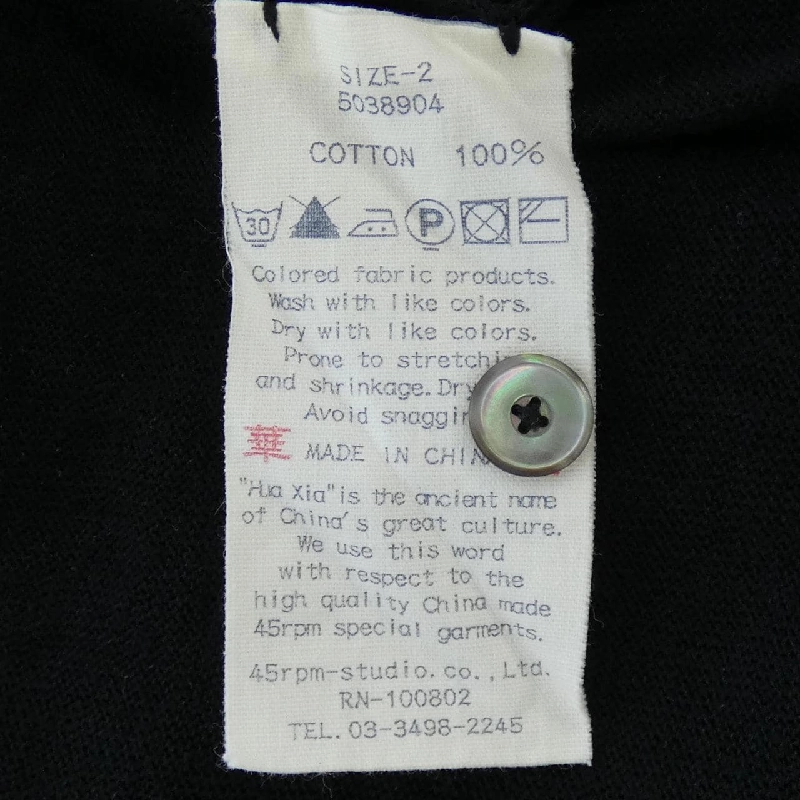 SIZE-2
5038904
COTTON 100%
30 P
Colored fabric products.
Wash with like colors.
Dry with like colors.
Prone to
and shrinkage.
Avoid
華 MADE IN
"Hua Xia"is the ancient name
of China's great culture.
We use this word
with respect to the
high quality China made
45rpm special garments.
45rpm-studio.co.,Ltd.
RN-100802
TEL.03-3498-2245